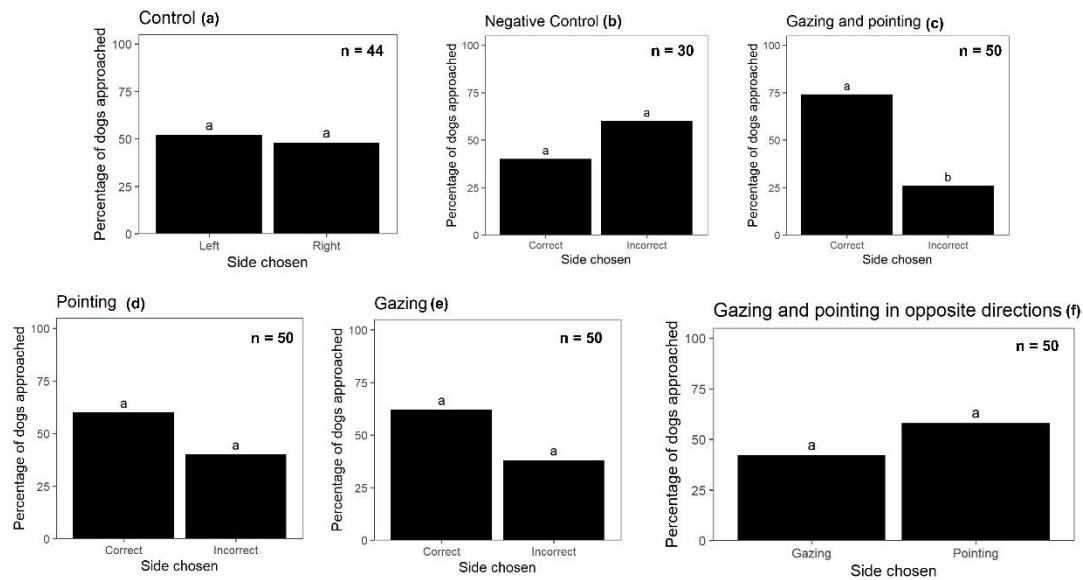 Control (a)
Percentage of dogs approached
100
75
50
25
0
n = 44
a
a
Left
Right
Side chosen
Negative Control (b)
Percentage of dogs approached
100
75
50
25
0
n = 30
a
a
Correct
Incorrect
Side chosen
Gazing and pointing (c)
Percentage of dogs approached
100
75
50
25
0
n = 50
a
b
Correct
Incorrect
Side chosen
Pointing (d)
Percentage of dogs approached
100
75
50
25
0
n = 50
a
a
Correct
Incorrect
Side chosen
Gazing (e)
Percentage of dogs approached
100
75
50
25
0
n = 50
a
a
Correct
Incorrect
Side chosen
Gazing and pointing in opposite directions (f)
Percentage of dogs approached
100
75
50
25
0
n = 50
a
a
Gazing
Pointing
Side chosen